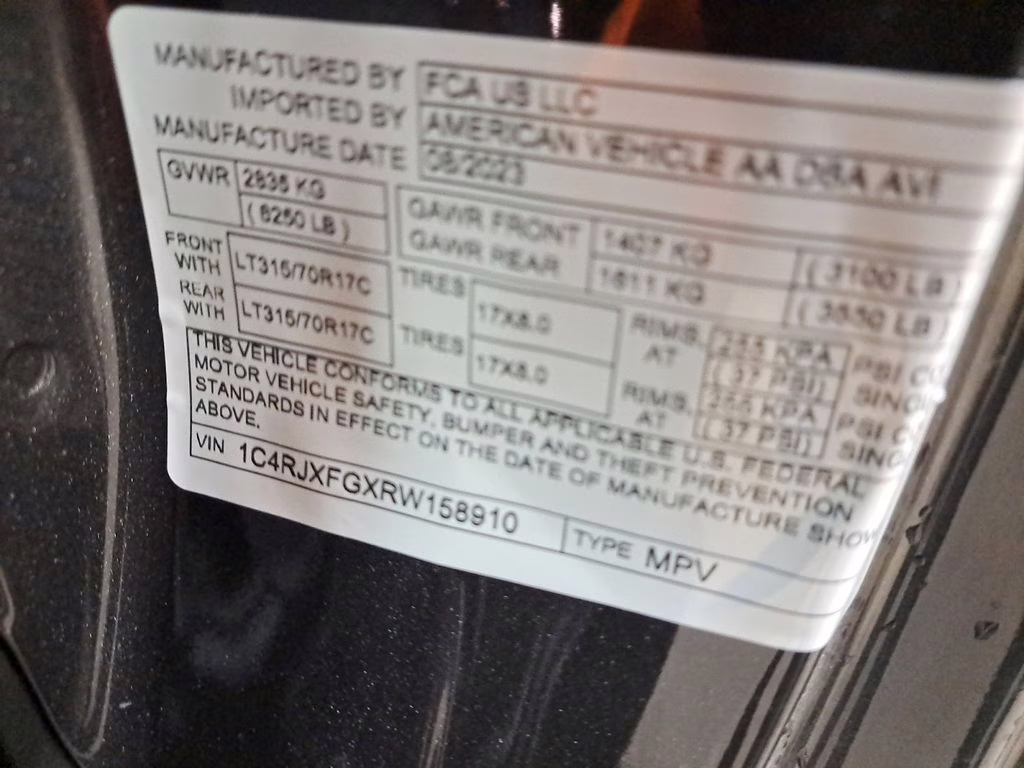 MANUFACTURED BY FCA US LLC
IMPORTED BY AMERICAN VEHICLE AA DBA AVI
MANUFACTURE DATE 08/2023
GVWR 2835 KG
( 6250 LB )
GAWR FRONT 1407 KG ( 3100 LB )
GAWR REAR 1611 KG ( 3550 LB )
FRONT WITH LT315/70R17C TIRES 17X8.0 RIMS, AT 255 KPA ( 37 PSI) PSI
REAR WITH LT315/70R17C TIRES 17X8.0 RIMS, AT 255 KPA ( 37 PSI) PSI
THIS VEHICLE CONFORMS TO ALL APPLICABLE U.S. FEDERAL
MOTOR VEHICLE SAFETY, BUMPER AND THEFT PREVENTION
STANDARDS IN EFFECT ON THE DATE OF MANUFACTURE SHOW
ABOVE.
VIN 1C4RJXFGXRW158910 TYPE MPV